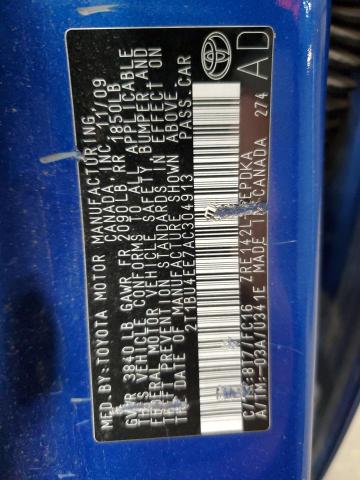 MFD.BY:TOYOTA MOTOR MANUFACTURING,
CANADA, INC. 11/09
GVWR 3840 LB GAWR FR 2090LB RR 1850LB
THIS VEHICLE CONFORMS TO ALL APPLICABLE
FEDERAL MOTOR VEHICLE SAFETY, BUMPER AND
THEFT PREVENTION STANDARDS IN EFFECT ON
THE DATE OF MANUFACTURE SHOWN ABOVE.
2T1BU4EE7AC304913 PASS.CAR
C/TR:8T7/FC16 ZRE142L-
A/TM:-03A/U341E MADE IN CANADA 274
AD